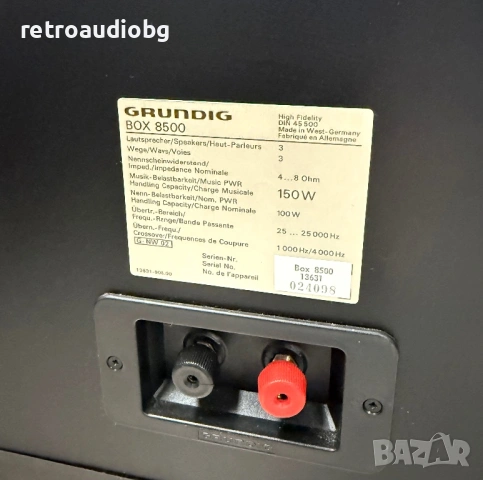 retroaudiobg
GRUNDIG
BOX 8500
High Fidelity
DIN 45 500
Made in West-Germany
Fabriqué en Allemagne
Lautsprecher/Speakers/Haut-Parleurs 3
Wege/Ways/Voies 3
Nennscheinwiderstand/
Imped./Impedance Nominale 4...8 Ohm
Musik-Belastbarkeit/Music PWR
Handling Capacity/Charge Musicale 150 W
Nenn-Belastbarkeit/Nom. PWR
Handling Capacity/Charge Nominale 100 W
Übertr.-Bereich/
Frequ.-Range/Bande Passante 25 ... 25 000 Hz
Übern.-Frequ./
Crossover/Frequences de Coupure 1 000 Hz/4 000 Hz
G-NW 02
Serien-Nr.
Serial No.
No. de l'appareil
Box 8500
13631
024098
GRUNDIG
BAZAR